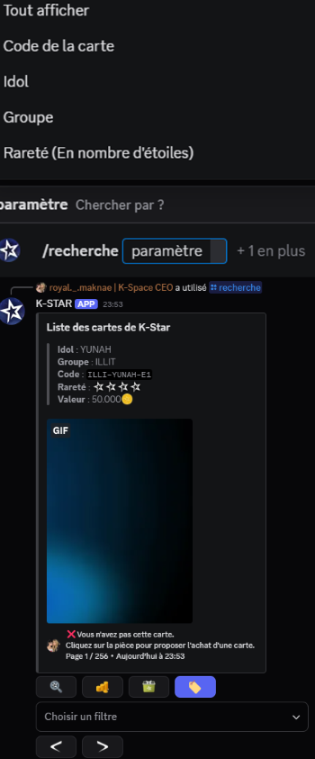 Tout afficher
Code de la carte
Idol
Groupe
Rareté (En nombre d'étoiles)
paramètre Chercher par ?
/recherche paramètre + 1 en plus
royal._.maknae | K-Space CEO a utilisé recherche
K-STAR APP 23:53
Liste des cartes de K-Star
Idol : YUNAH
Groupe : ILLIT
Code : ILLI-YUNAH-E1
Rareté :
Valeur : 50.000
GIF
Vous n'avez pas cette carte.
Cliquez sur la pièce pour proposer l'achat d'une carte.
Page 1 / 256 • Aujourd'hui à 23:53
Choisir un filtre
< >